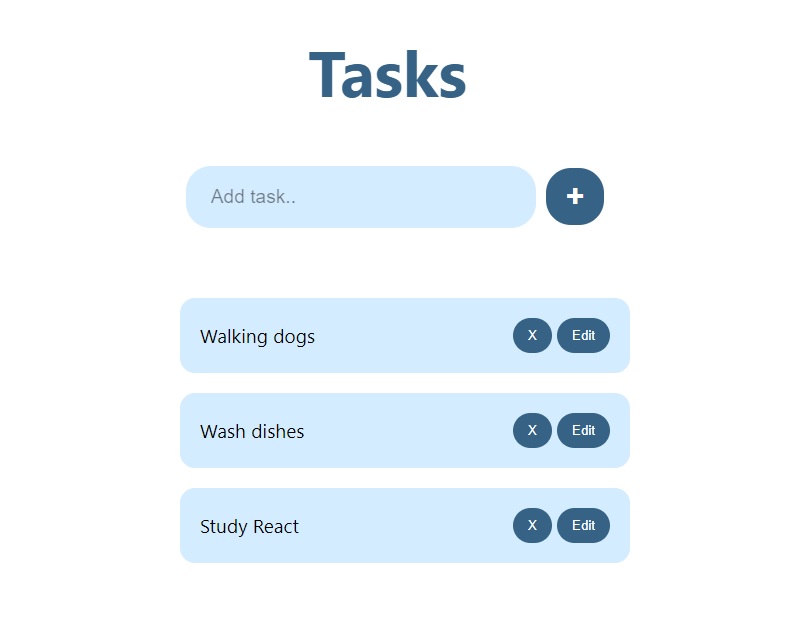 Tasks
Add task..
+
Walking dogs X Edit
Wash dishes X Edit
Study React X Edit